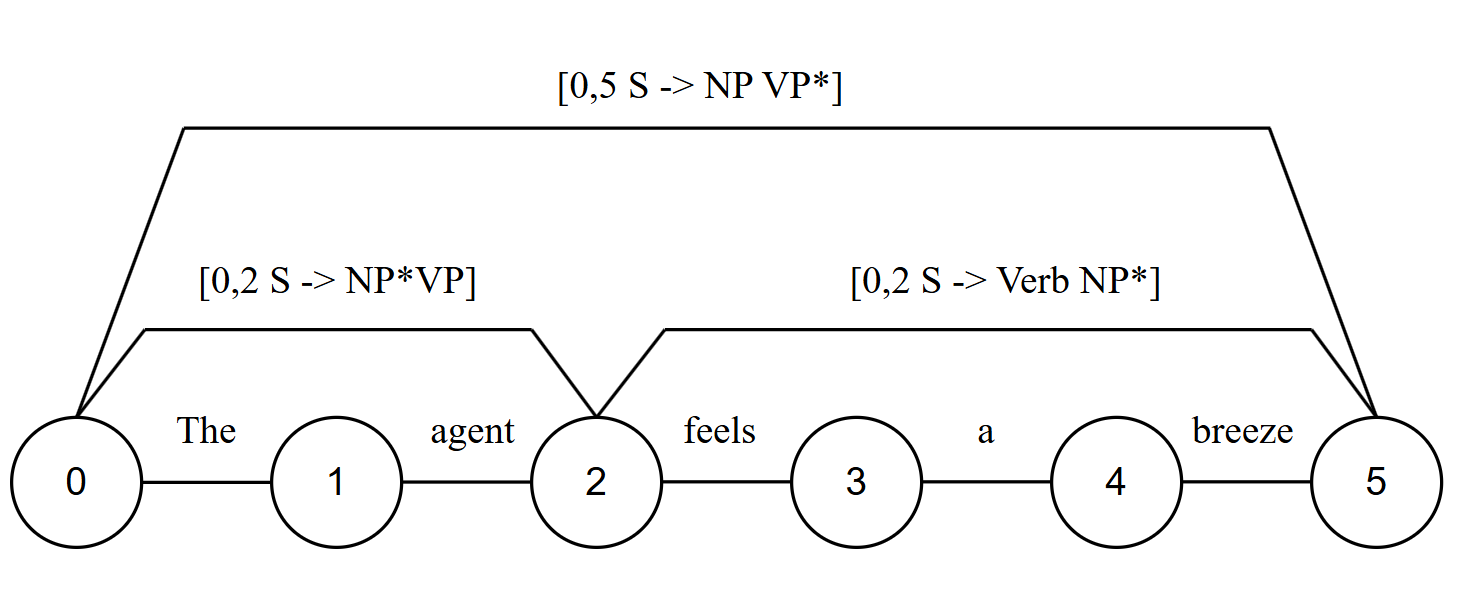 [0,5 S -> NP VP*]
[0,2 S -> NP*VP]
[0,2 S -> Verb NP*]
The
agent
feels
a
breeze
0
1
2
3
4
5